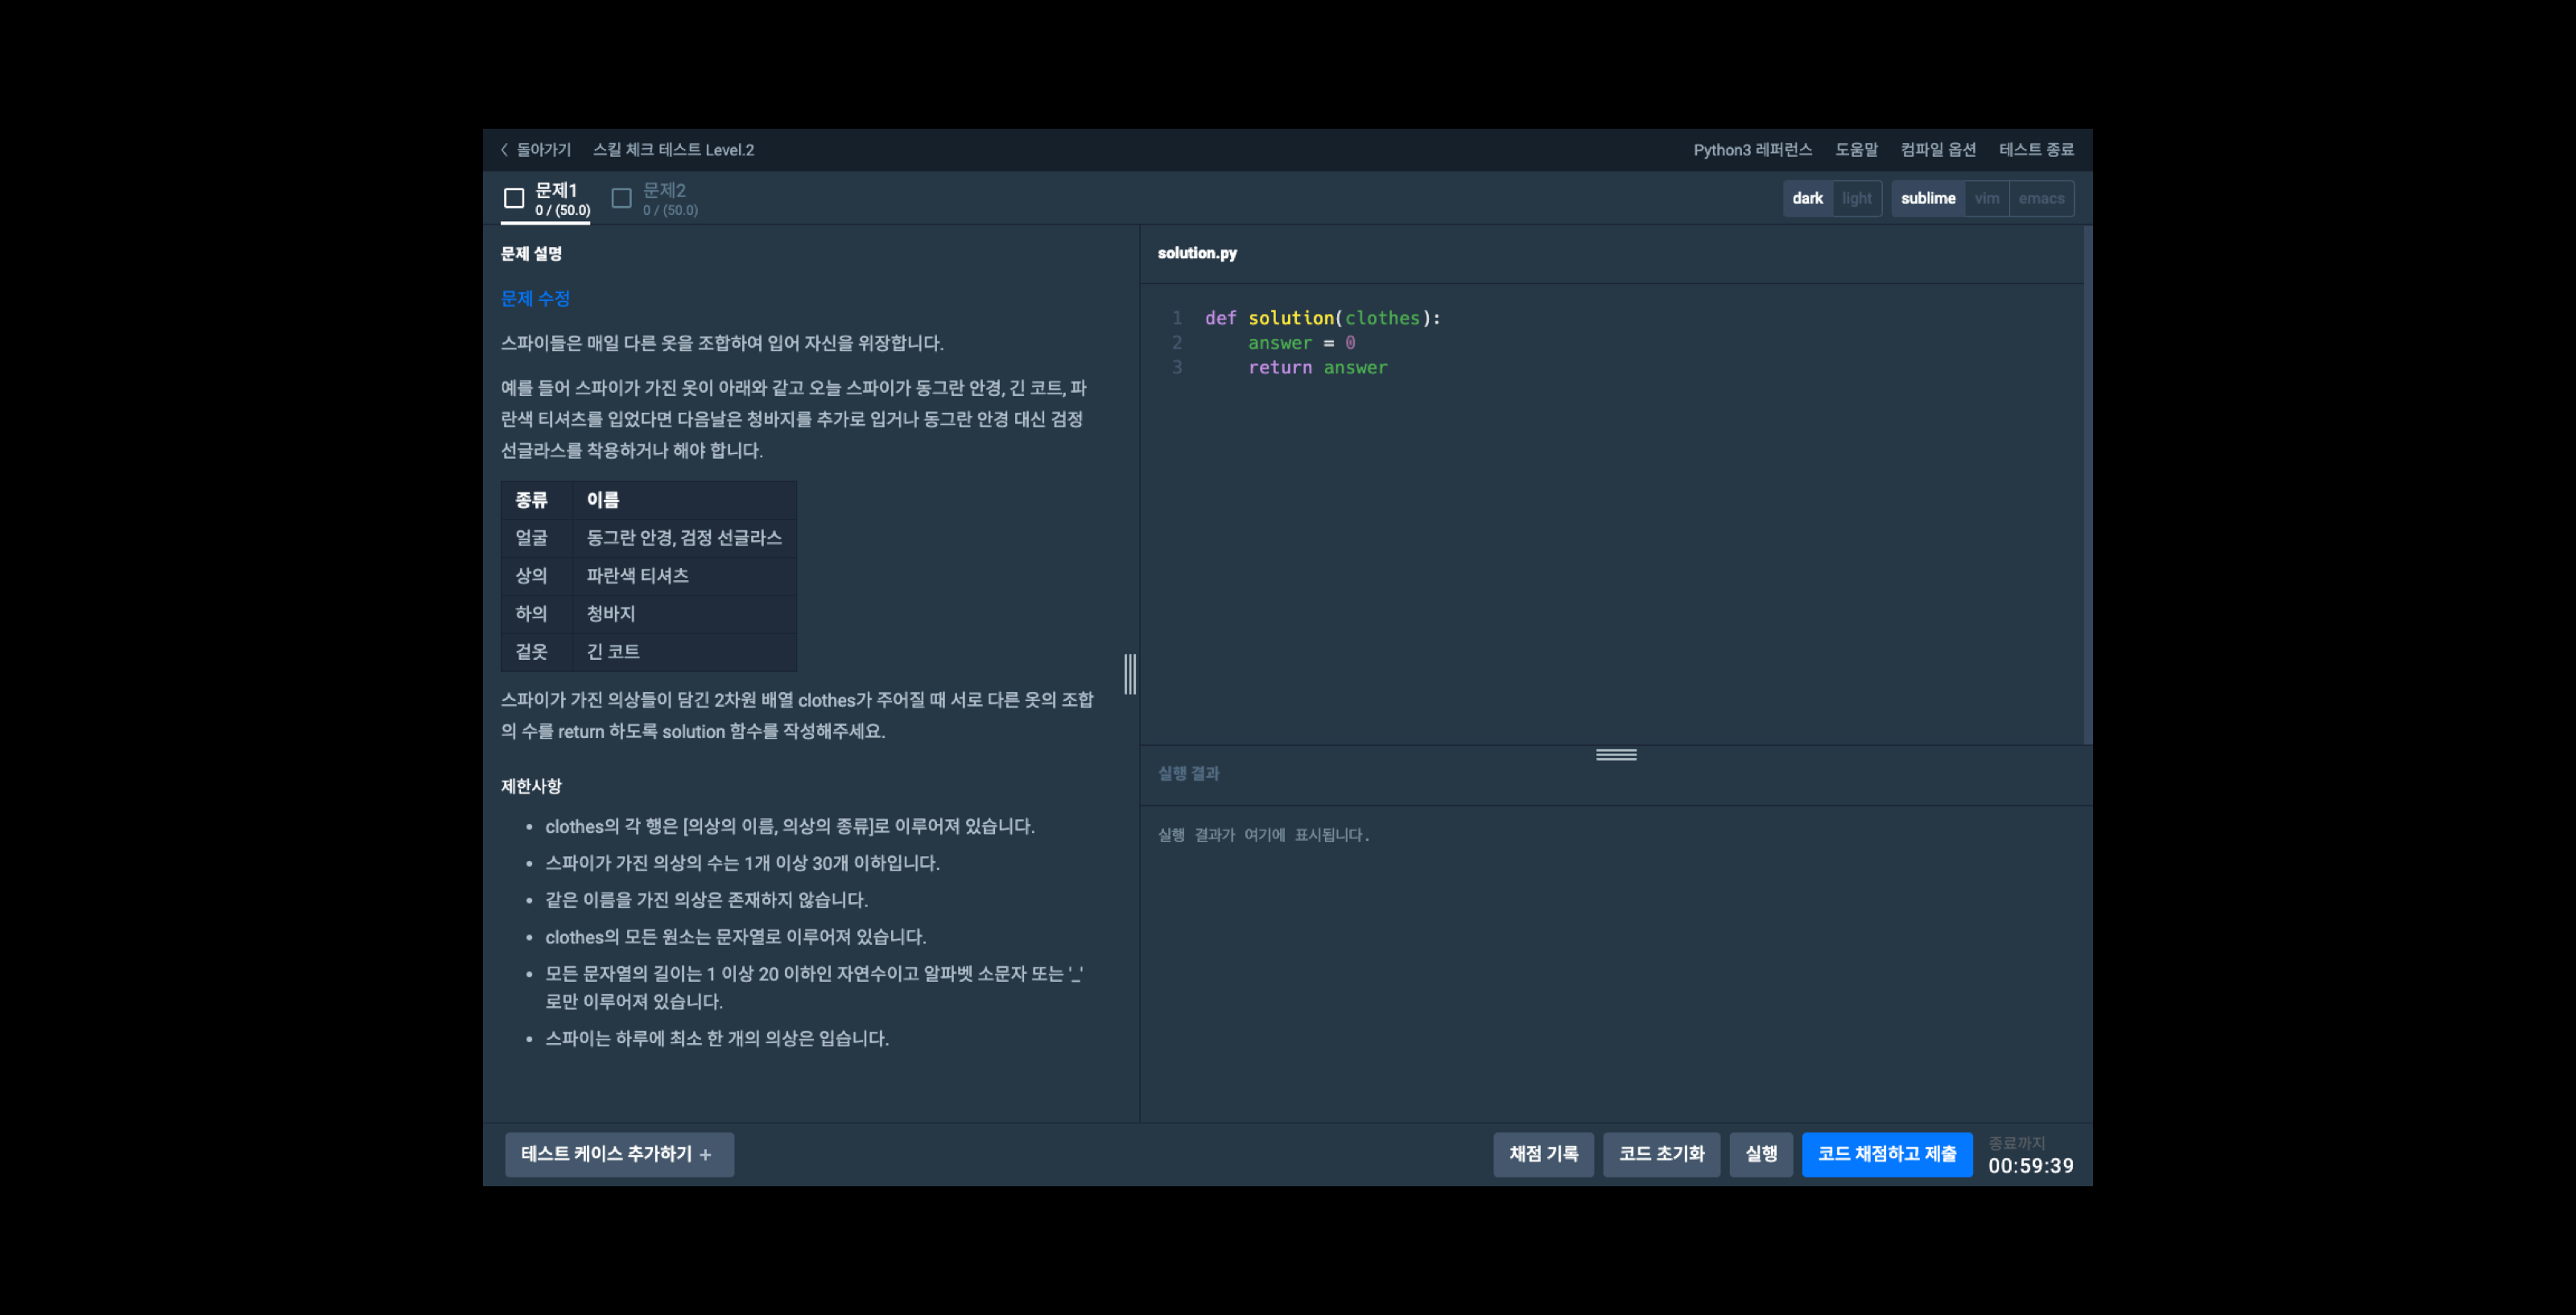 돌아가기 스킬 체크 테스트 Level.2
Python3 레퍼런스 도움말 컴파일 옵션 테스트 종료
문제1
0 / (50.0)
문제2
0 / (50.0)
dark light sublime vim emacs
문제 설명
문제 수정
스파이들은 매일 다른 옷을 조합하여 입어 자신을 위장합니다.
예를 들어 스파이가 가진 옷이 아래와 같고 오늘 스파이가 동그란 안경, 긴 코트, 파
란색 티셔츠를 입었다면 다음날은 청바지를 추가로 입거나 동그란 안경 대신 검정
선글라스를 착용하거나 해야 합니다.
종류 이름
얼굴 동그란 안경, 검정 선글라스
상의 파란색 티셔츠
하의 청바지
겉옷 긴 코트
스파이가 가진 의상들이 담긴 2차원 배열 clothes가 주어질 때 서로 다른 옷의 조합
의 수를 return 하도록 solution 함수를 작성해주세요.
제한사항
• clothes의 각 행은 [의상의 이름, 의상의 종류]로 이루어져 있습니다.
• 스파이가 가진 의상의 수는 1개 이상 30개 이하입니다.
• 같은 이름을 가진 의상은 존재하지 않습니다.
• clothes의 모든 원소는 문자열로 이루어져 있습니다.
• 모든 문자열의 길이는 1 이상 20 이하인 자연수이고 알파벳 소문자 또는 '_'
로만 이루어져 있습니다.
• 스파이는 하루에 최소 한 개의 의상은 입습니다.
solution.py
1 def solution(clothes):
2     answer = 0
3     return answer
실행 결과
실행 결과가 여기에 표시됩니다.
테스트 케이스 추가하기 +
채점 기록 코드 초기화 실행 코드 채점하고 제출
종료까지
00:59:39